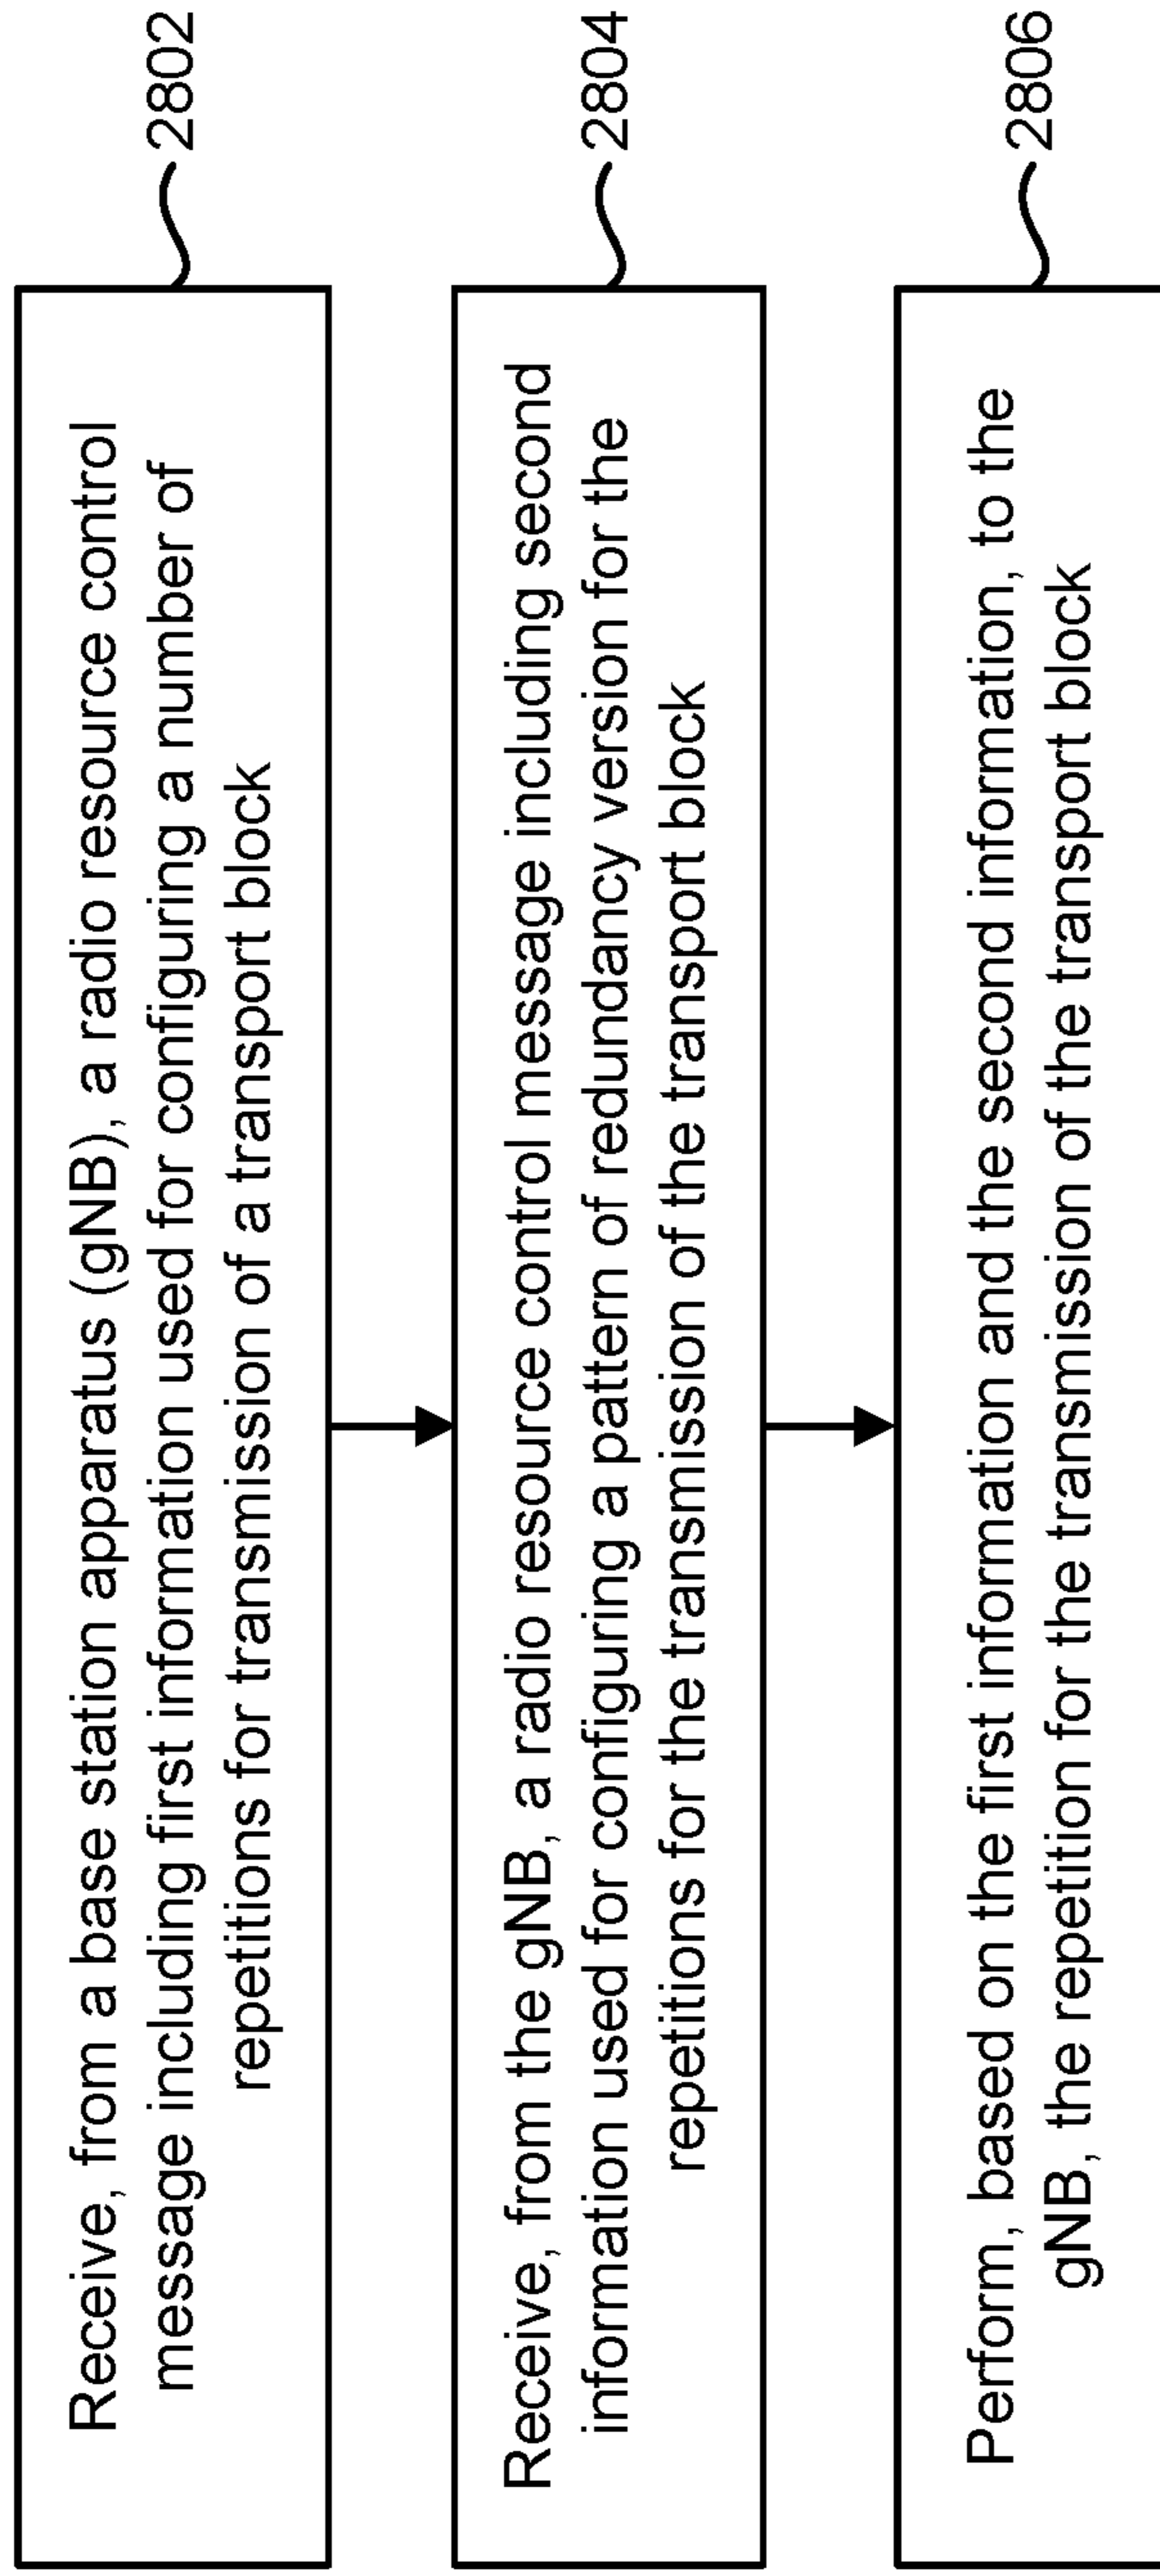 Receive, from a base station apparatus (gNB), a radio resource control
message including first information used for configuring a number of
repetitions for transmission of a transport block
2802
Receive, from the gNB, a radio resource control message including second
information used for configuring a pattern of redundancy version for the
repetitions for the transmission of the transport block
2804
Perform, based on the first information and the second information, to the
gNB, the repetition for the transmission of the transport block
2806